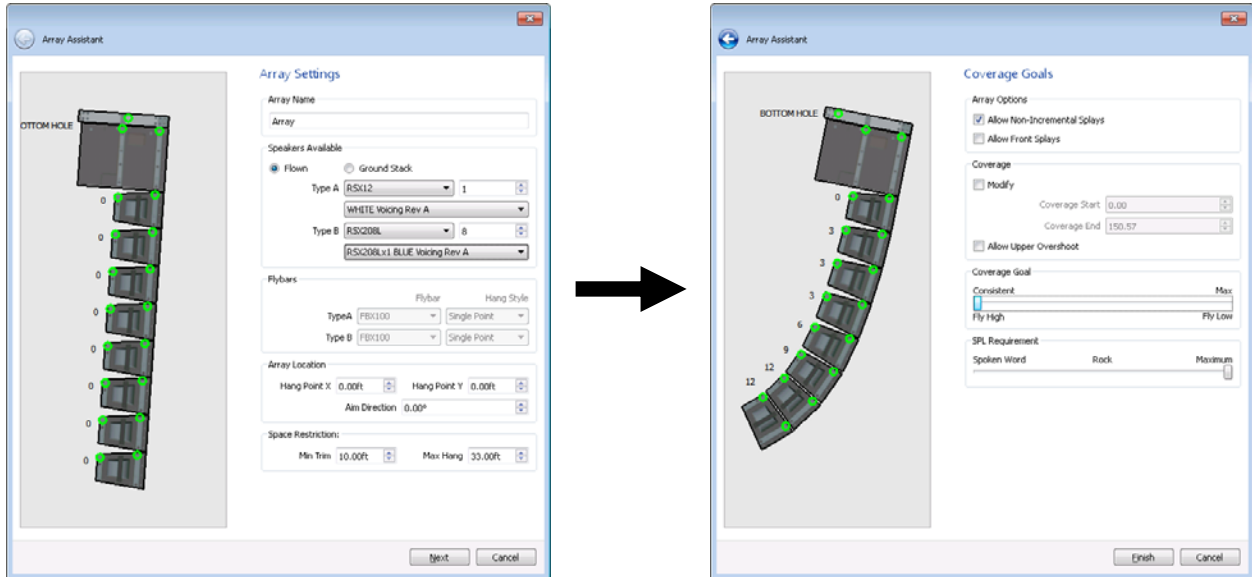 Array Assistant
Array Settings
OTTOM HOLE
0
0
0
0
0
0
0
0
Array Name
Array
Speakers Available
Flown Ground Stack
Type A RSX12 1
WHITE Voicing Rev A
Type B RSX208L 8
RSX208Lx1 BLUE Voicing Rev A
Flybars
Flybar Hang Style
TypeA FBX100 Single Point
Type B FBX100 Single Point
Array Location
Hang Point X 0.00ft Hang Point Y 0.00ft
Aim Direction 0.00°
Space Restriction:
Min Trim 10.00ft Max Hang 33.00ft
Next Cancel
Array Assistant
Coverage Goals
BOTTOM HOLE
0
3
3
3
6
9
12
12
Array Options
Allow Non-Incremental Splays
Allow Front Splays
Coverage
Modify
Coverage Start 0.00
Coverage End 150.57
Allow Upper Overshoot
Coverage Goal
Consistent Max
Fly High Fly Low
SPL Requirement
Spoken Word Rock Maximum
Finish Cancel